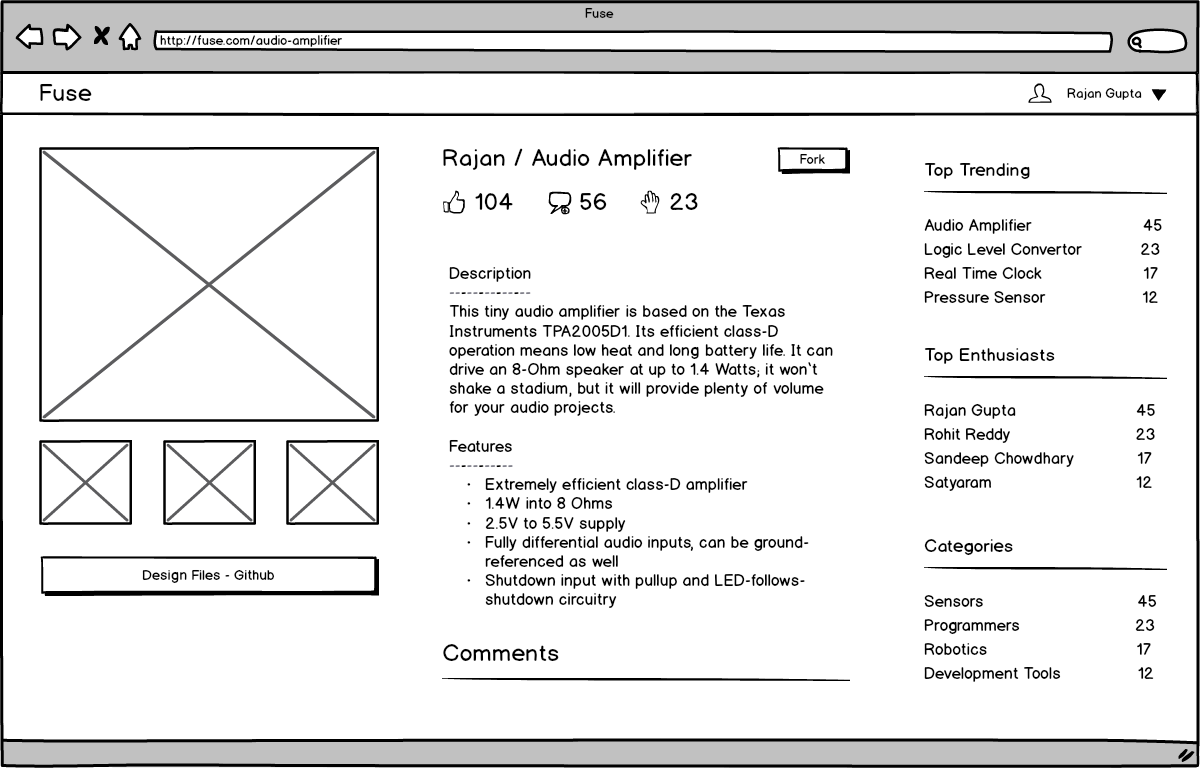 Fuse
http://fuse.com/audio-amplifier
Fuse
Rajan Gupta
Design Files - Github
Rajan / Audio Amplifier
Fork
104 56 23
Description
This tiny audio amplifier is based on the Texas
Instruments TPA2005D1. Its efficient class-D
operation means low heat and long battery life. It can
drive an 8-Ohm speaker at up to 1.4 Watts; it won`t
shake a stadium, but it will provide plenty of volume
for your audio projects.
Features
· Extremely efficient class-D amplifier
· 1.4W into 8 Ohms
· 2.5V to 5.5V supply
· Fully differential audio inputs, can be ground-
referenced as well
· Shutdown input with pullup and LED-follows-
shutdown circuitry
Comments
Top Trending
Audio Amplifier 45
Logic Level Convertor 23
Real Time Clock 17
Pressure Sensor 12
Top Enthusiasts
Rajan Gupta 45
Rohit Reddy 23
Sandeep Chowdhary 17
Satyaram 12
Categories
Sensors 45
Programmers 23
Robotics 17
Development Tools 12